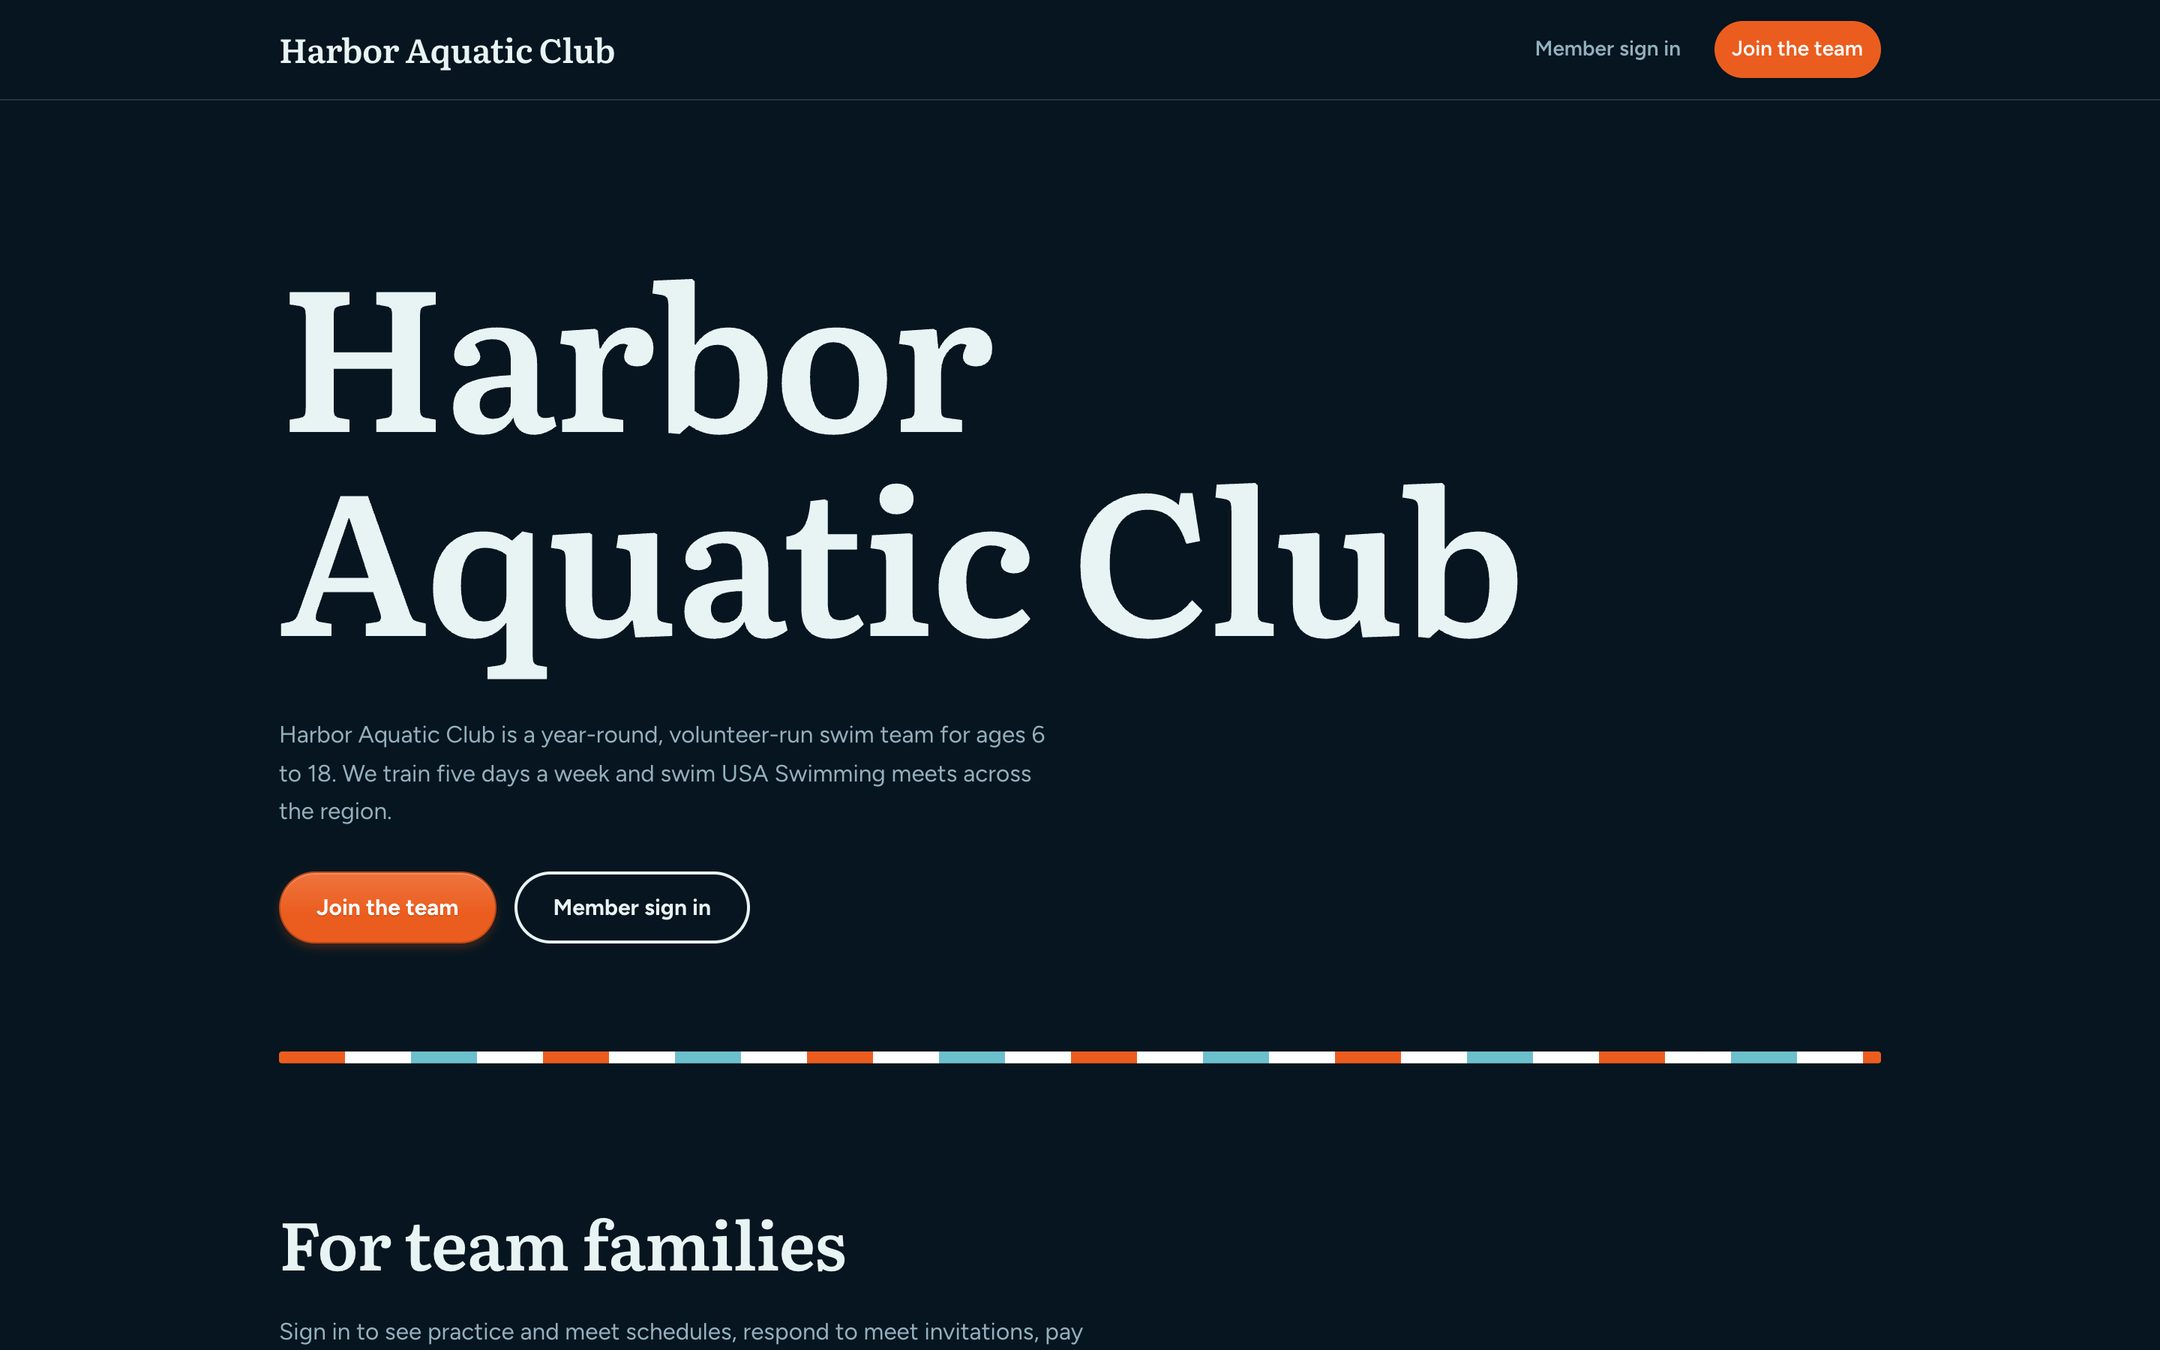 Harbor Aquatic Club
Member sign in
Join the team
Harbor
Aquatic Club
Harbor Aquatic Club is a year-round, volunteer-run swim team for ages 6
to 18. We train five days a week and swim USA Swimming meets across
the region.
Join the team
Member sign in
For team families
Sign in to see practice and meet schedules, respond to meet invitations, pay